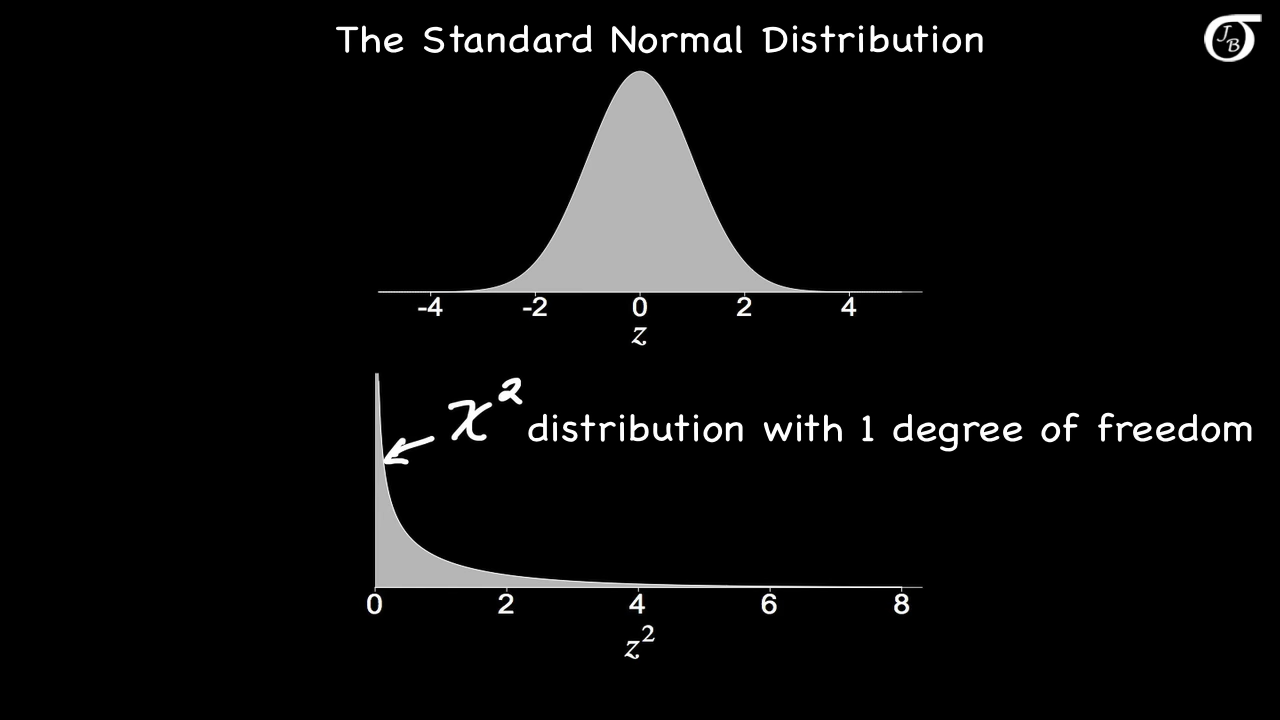 The Standard Normal Distribution
JB
-4 -2 0 2 4
z
χ² distribution with 1 degree of freedom
0 2 4 6 8
z²